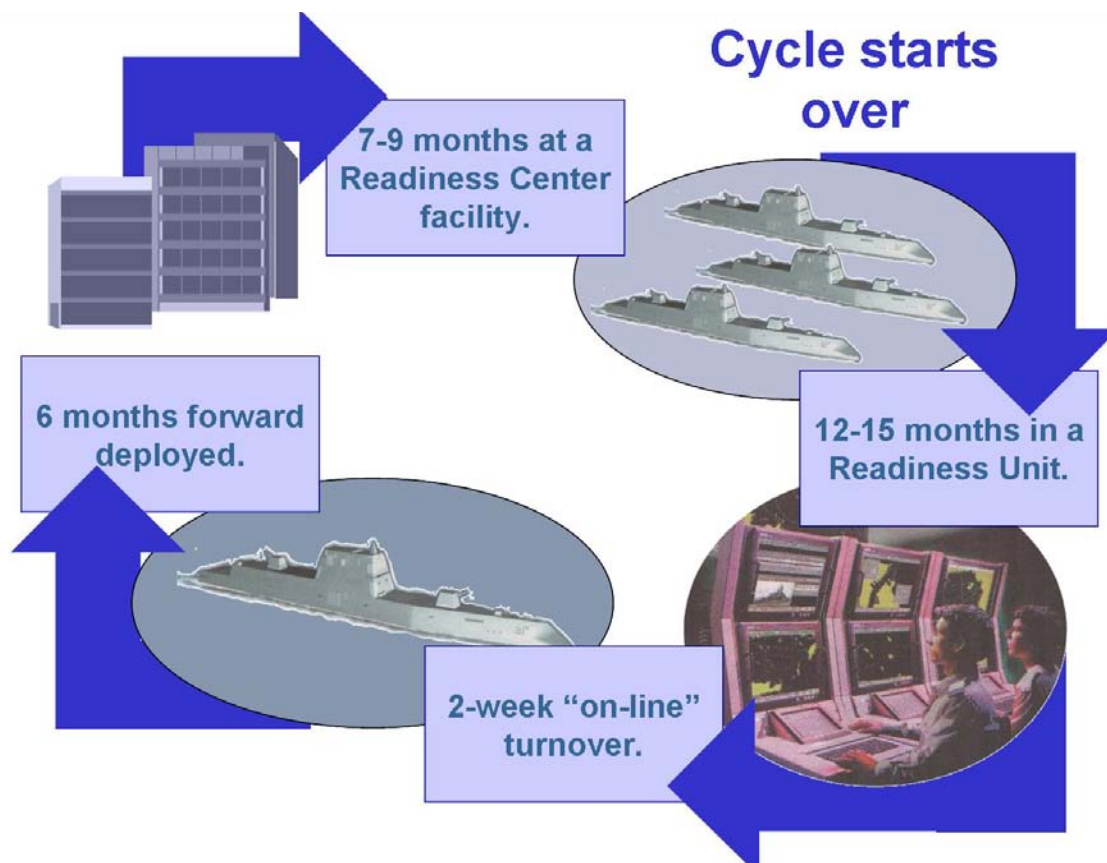 Cycle starts
over
7-9 months at a
Readiness Center
facility.
12-15 months in a
Readiness Unit.
2-week “on-line”
turnover.
6 months forward
deployed.